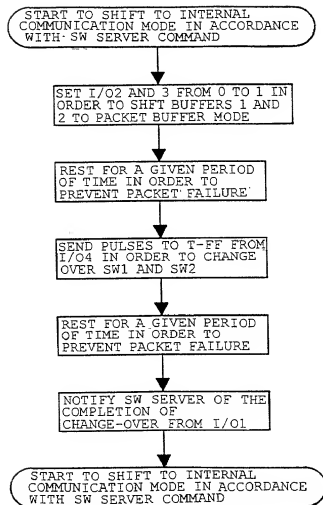 START TO SHIFT TO INTERNAL
COMMUNICATION MODE IN ACCORDANCE
WITH SW SERVER COMMAND
SET I/O2 AND 3 FROM 0 TO 1 IN
ORDER TO SHFT BUFFERS 1 AND
2 TO PACKET BUFFER MODE
REST FOR A GIVEN PERIOD
OF TIME IN ORDER TO
PREVENT PACKET FAILURE
SEND PULSES TO T-FF FROM
I/O4 IN ORDER TO CHANGE
OVER SW1 AND SW2
REST FOR A GIVEN PERIOD
OF TIME IN ORDER TO
PREVENT PACKET FAILURE
NOTIFY SW SERVER OF THE
COMPLETION OF
CHANGE-OVER FROM I/O1
START TO SHIFT TO INTERNAL
COMMUNICATION MODE IN ACCORDANCE
WITH SW SERVER COMMAND